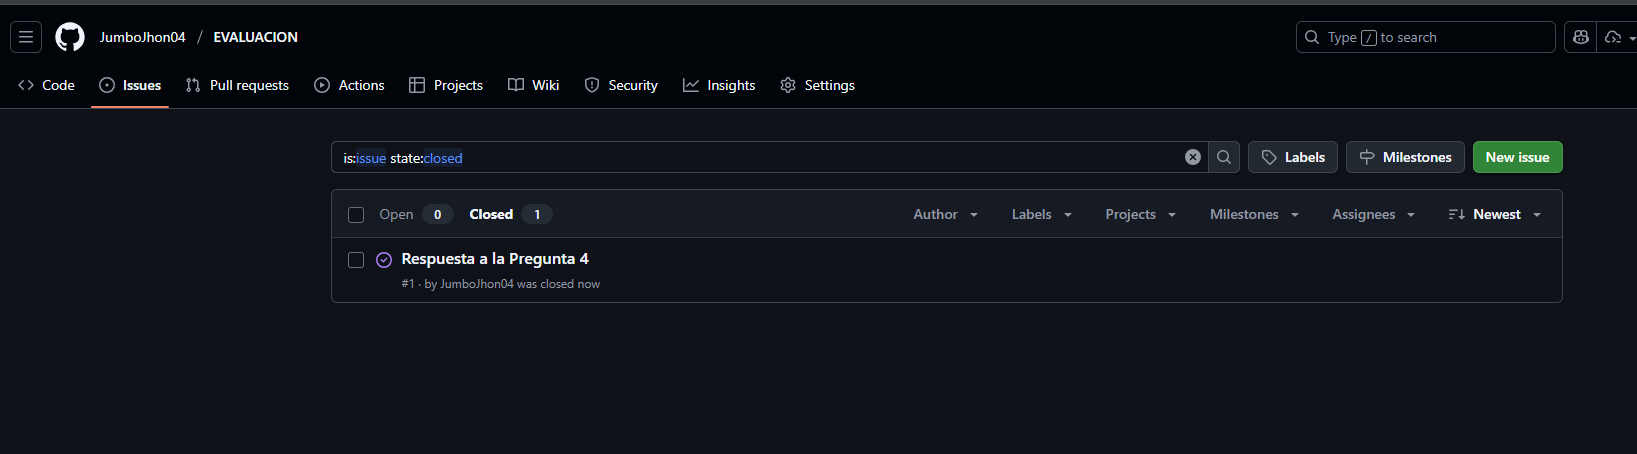 JumboJhon04 / EVALUACION
Type / to search
Code Issues Pull requests Actions Projects Wiki Security Insights Settings
is:issue state:closed
Labels Milestones New issue
Open 0 Closed 1 Author Labels Projects Milestones Assignees Newest
Respuesta a la Pregunta 4
#1 · by JumboJhon04 was closed now